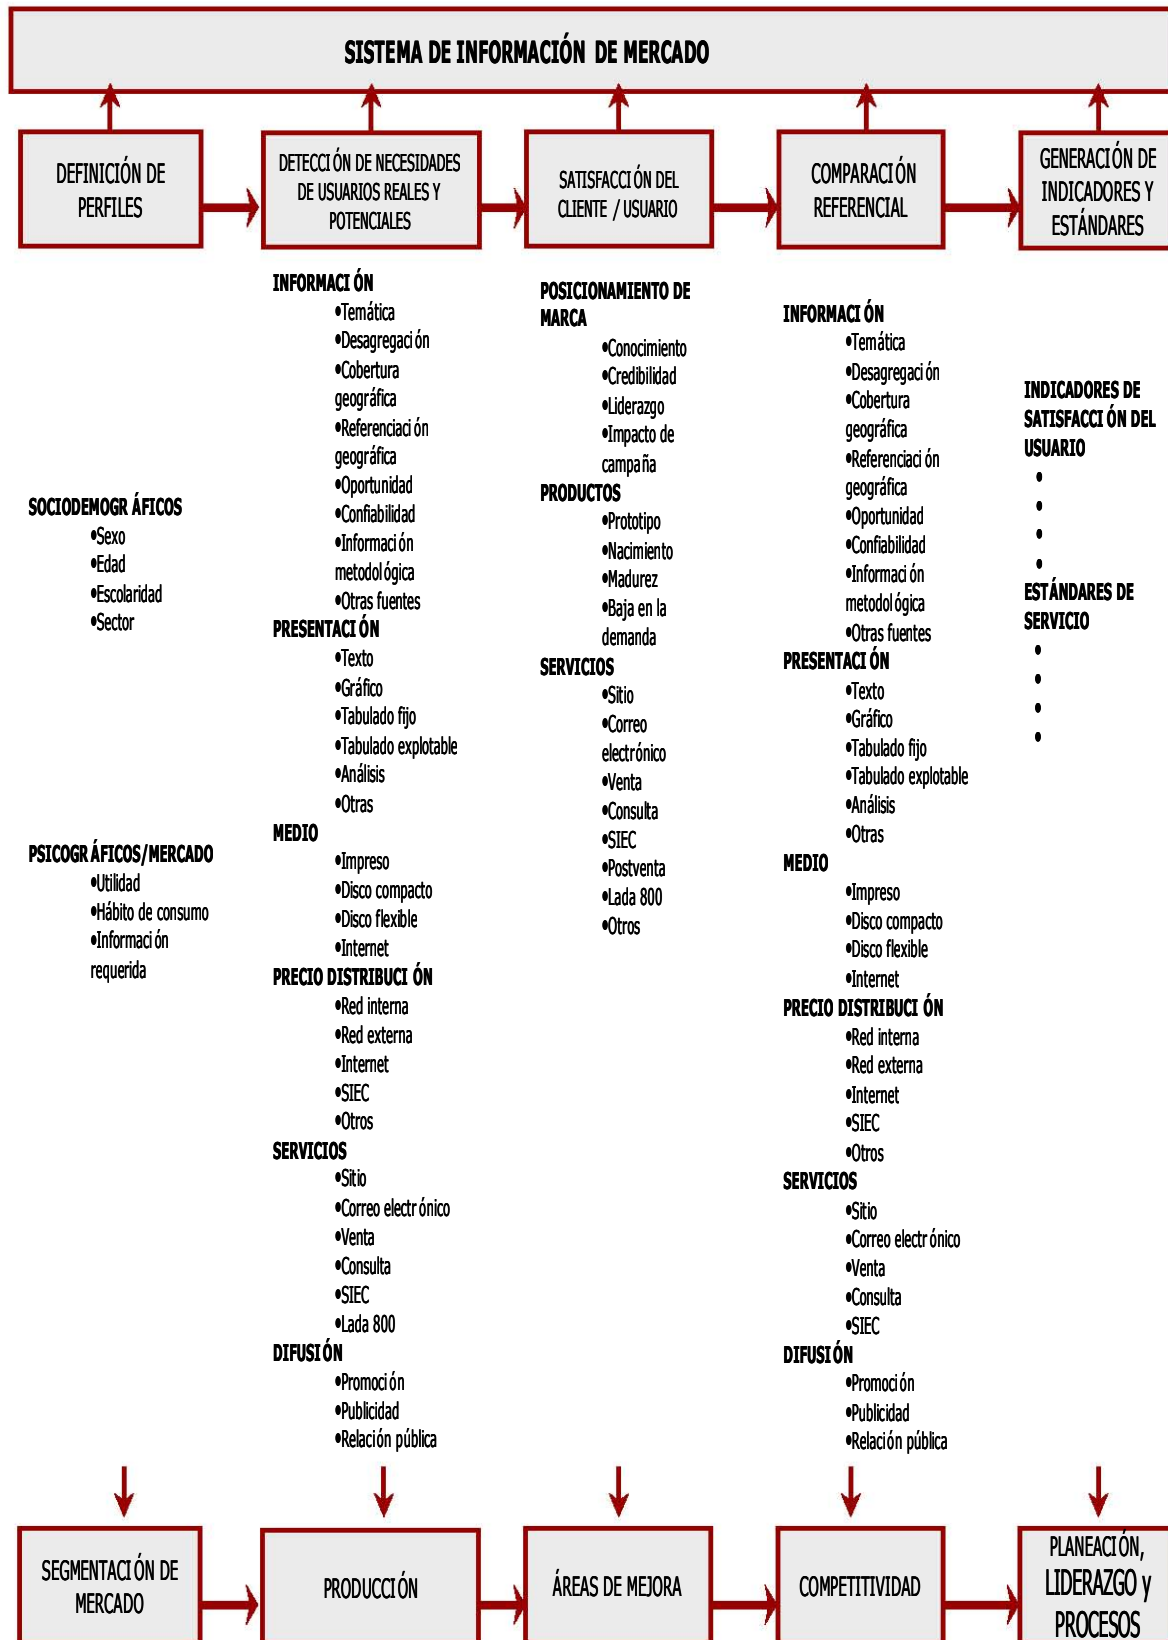 SISTEMA DE INFORMACIÓN DE MERCADO
DEFINICIÓN DE
PERFILES
DETECCIÓN DE NECESIDADES
DE USUARIOS REALES Y
POTENCIALES
SATISFACCIÓN DEL
CLIENTE / USUARIO
COMPARACIÓN
REFERENCIAL
GENERACIÓN DE
INDICADORES Y
ESTÁNDARES
SOCIODEMOGRÁFICOS
•Sexo
•Edad
•Escolaridad
•Sector
PSICOGRÁFICOS/MERCADO
•Utilidad
•Hábito de consumo
•Información
requerida
INFORMACIÓN
•Temática
•Desagregación
•Cobertura
geográfica
•Referenciación
geográfica
•Oportunidad
•Confiabilidad
•Información
metodológica
•Otras fuentes
PRESENTACIÓN
•Texto
•Gráfico
•Tabulado fijo
•Tabulado explotable
•Análisis
•Otras
MEDIO
•Impreso
•Disco compacto
•Disco flexible
•Internet
PRECIO DISTRIBUCIÓN
•Red interna
•Red externa
•Internet
•SIEC
•Otros
SERVICIOS
•Sitio
•Correo electrónico
•Venta
•Consulta
•SIEC
•Lada 800
DIFUSIÓN
•Promoción
•Publicidad
•Relación pública
POSICIONAMIENTO DE
MARCA
•Conocimiento
•Credibilidad
•Liderazgo
•Impacto de
campaña
PRODUCTOS
•Prototipo
•Nacimiento
•Madurez
•Baja en la
demanda
SERVICIOS
•Sitio
•Correo
electrónico
•Venta
•Consulta
•SIEC
•Postventa
•Lada 800
•Otros
INFORMACIÓN
•Temática
•Desagregación
•Cobertura
geográfica
•Referenciación
geográfica
•Oportunidad
•Confiabilidad
•Información
metodológica
•Otras fuentes
PRESENTACIÓN
•Texto
•Gráfico
•Tabulado fijo
•Tabulado explotable
•Análisis
•Otras
MEDIO
•Impreso
•Disco compacto
•Disco flexible
•Internet
PRECIO DISTRIBUCIÓN
•Red interna
•Red externa
•Internet
•SIEC
•Otros
SERVICIOS
•Sitio
•Correo electrónico
•Venta
•Consulta
•SIEC
DIFUSIÓN
•Promoción
•Publicidad
•Relación pública
INDICADORES DE
SATISFACCIÓN DEL
USUARIO
•
•
•
•
ESTÁNDARES DE
SERVICIO
•
•
•
•
SEGMENTACIÓN DE
MERCADO
PRODUCCIÓN
ÁREAS DE MEJORA
COMPETITIVIDAD
PLANEACIÓN,
LIDERAZGO y
PROCESOS